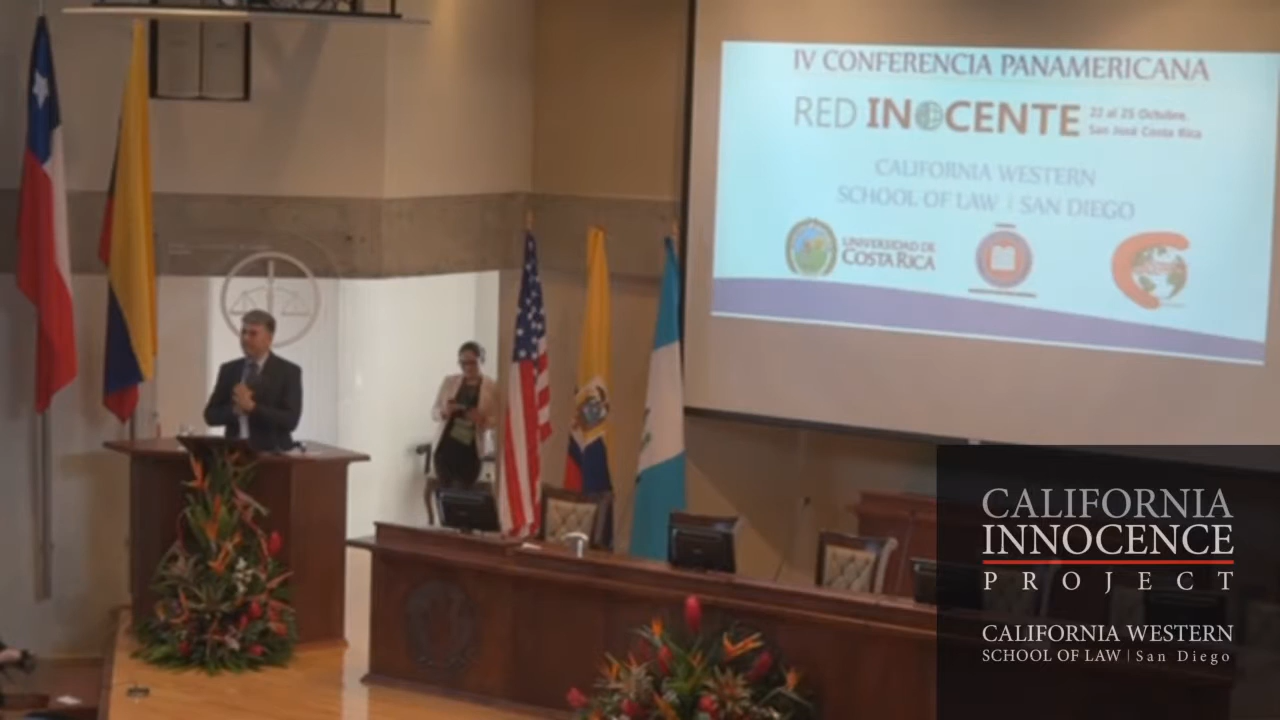 IV CONFERENCIA PANAMERICANA
RED INOCENTE
22 al 25 Octubre.
San José Costa Rica
CALIFORNIA WESTERN
SCHOOL OF LAW | SAN DIEGO
UNIVERSIDAD DE
COSTA RICA
CALIFORNIA
INNOCENCE
PROJECT
CALIFORNIA WESTERN
SCHOOL OF LAW | San Diego